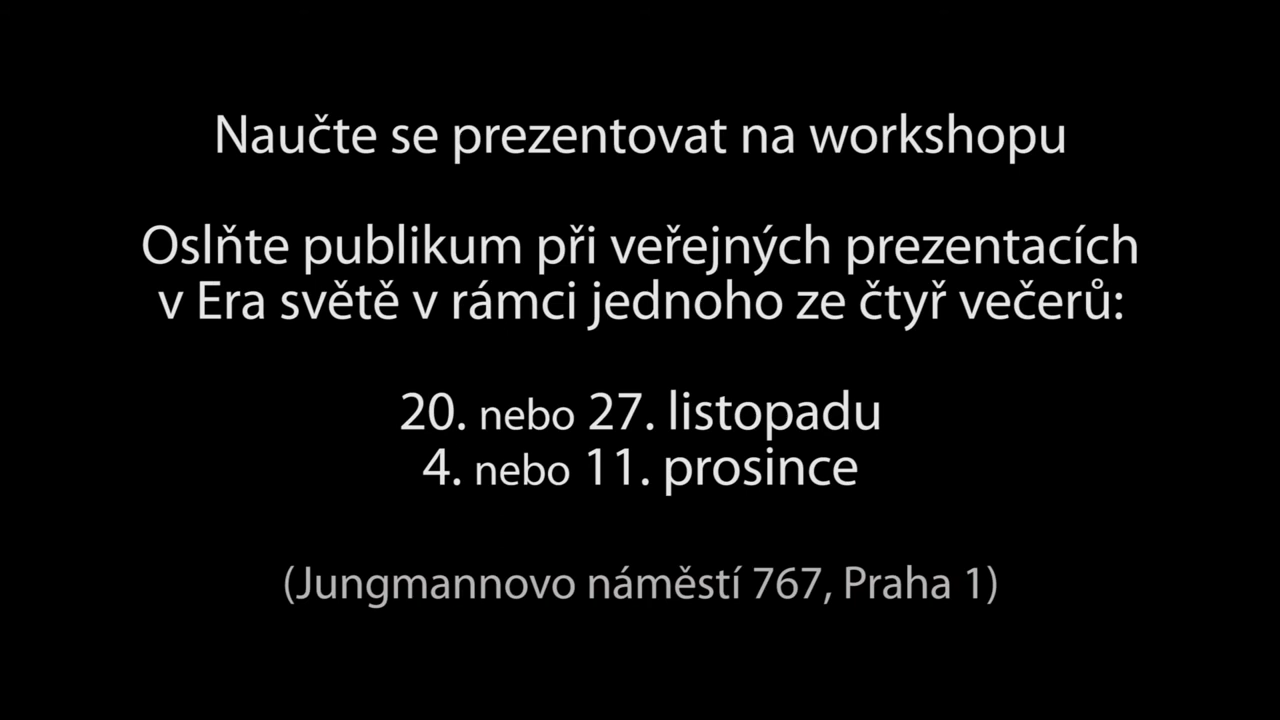 Naučte se prezentovat na workshopu
Oslňte publikum při veřejných prezentacích
v Era světě v rámci jednoho ze čtyř večerů:
20. nebo 27. listopadu
4. nebo 11. prosince
(Jungmannovo náměstí 767, Praha 1)